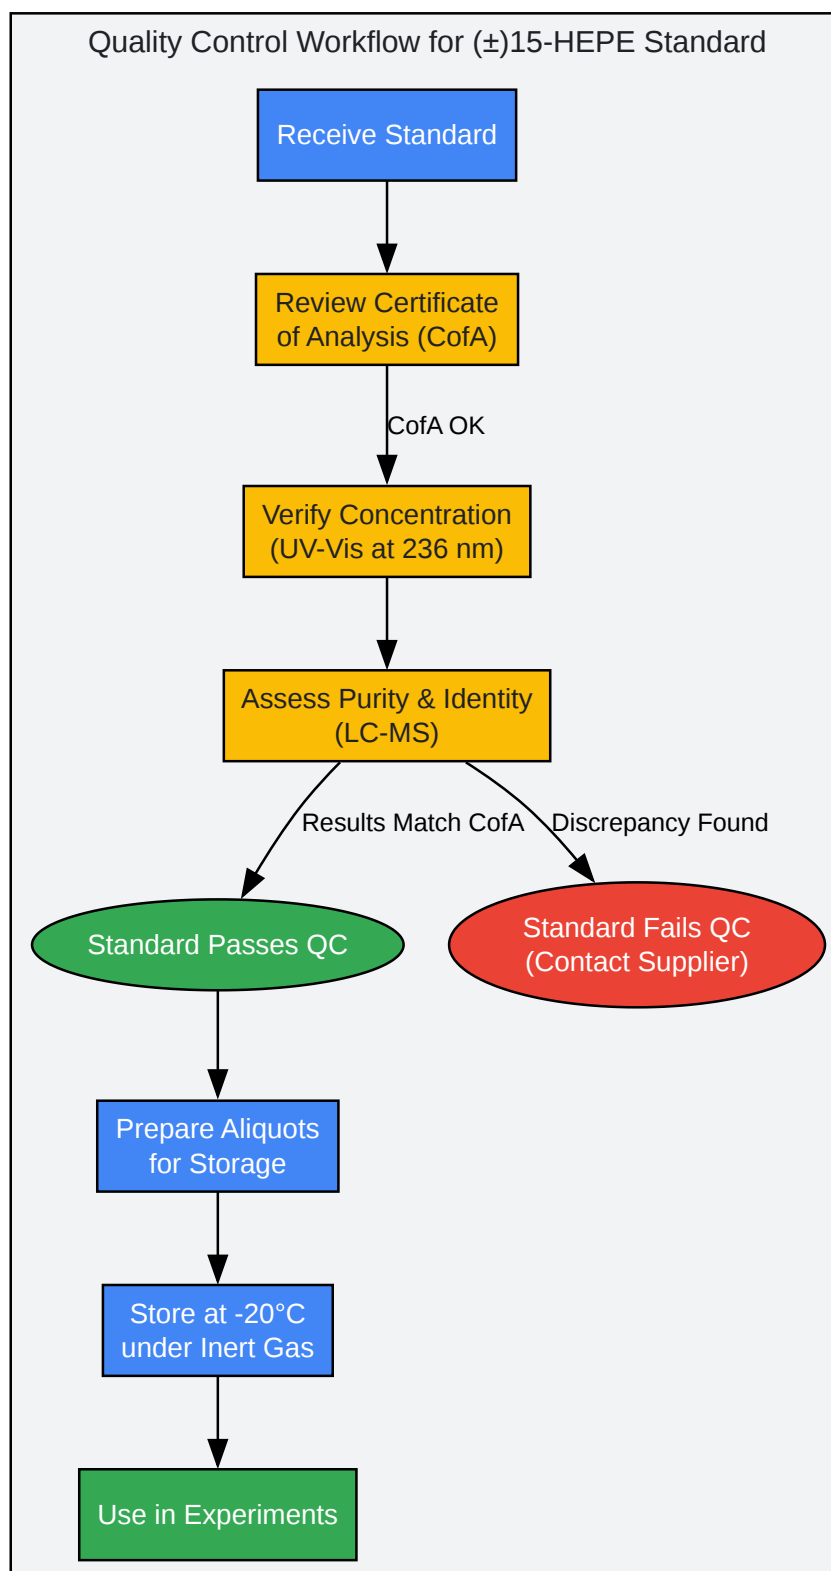 Quality Control Workflow for (±)15-HEPE Standard
Receive Standard
Review Certificate
of Analysis (CofA)
CofA OK
Verify Concentration
(UV-Vis at 236 nm)
Assess Purity & Identity
(LC-MS)
Results Match CofA
Discrepancy Found
Standard Passes QC
Standard Fails QC
(Contact Supplier)
Prepare Aliquots
for Storage
Store at -20°C
under Inert Gas
Use in Experiments